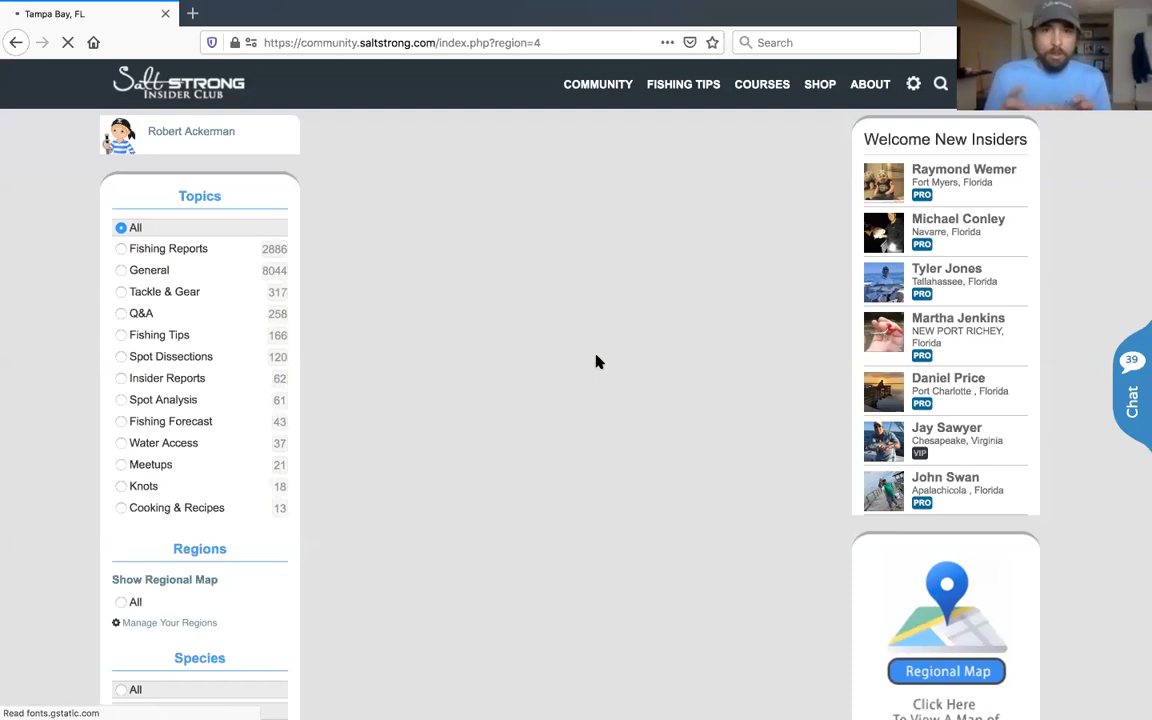 Tampa Bay, FL
https://community.saltstrong.com/index.php?region=4
Search
Salt STRONG
INSIDER CLUB
COMMUNITY
FISHING TIPS
COURSES
SHOP
ABOUT
Robert Ackerman
Topics
All
Fishing Reports 2886
General 8044
Tackle & Gear 317
Q&A 258
Fishing Tips 166
Spot Dissections 120
Insider Reports 62
Spot Analysis 61
Fishing Forecast 43
Water Access 37
Meetups 21
Knots 18
Cooking & Recipes 13
Regions
Show Regional Map
All
Manage Your Regions
Species
All
Read fonts.gstatic.com
Welcome New Insiders
Raymond Wemer
Fort Myers, Florida
PRO
Michael Conley
Navarre, Florida
PRO
Tyler Jones
Tallahassee, Florida
PRO
Martha Jenkins
NEW PORT RICHEY,
Florida
PRO
Daniel Price
Port Charlotte , Florida
PRO
Jay Sawyer
Chesapeake, Virginia
VIP
John Swan
Apalachicola , Florida
PRO
Regional Map
Click Here
To View A Map of
39
Chat